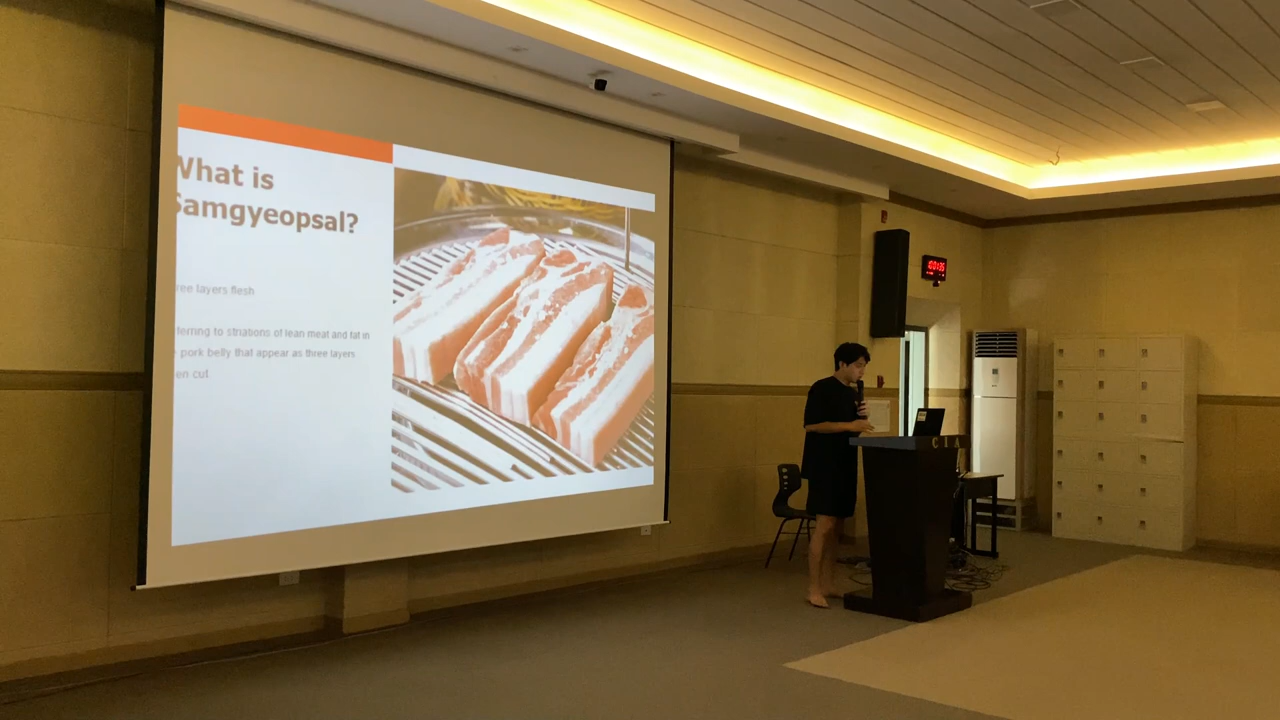 What is
Samgyeopsal?
ree layers flesh
ferring to striations of lean meat and fat in
pork belly that appear as three layers
en cut
CIA